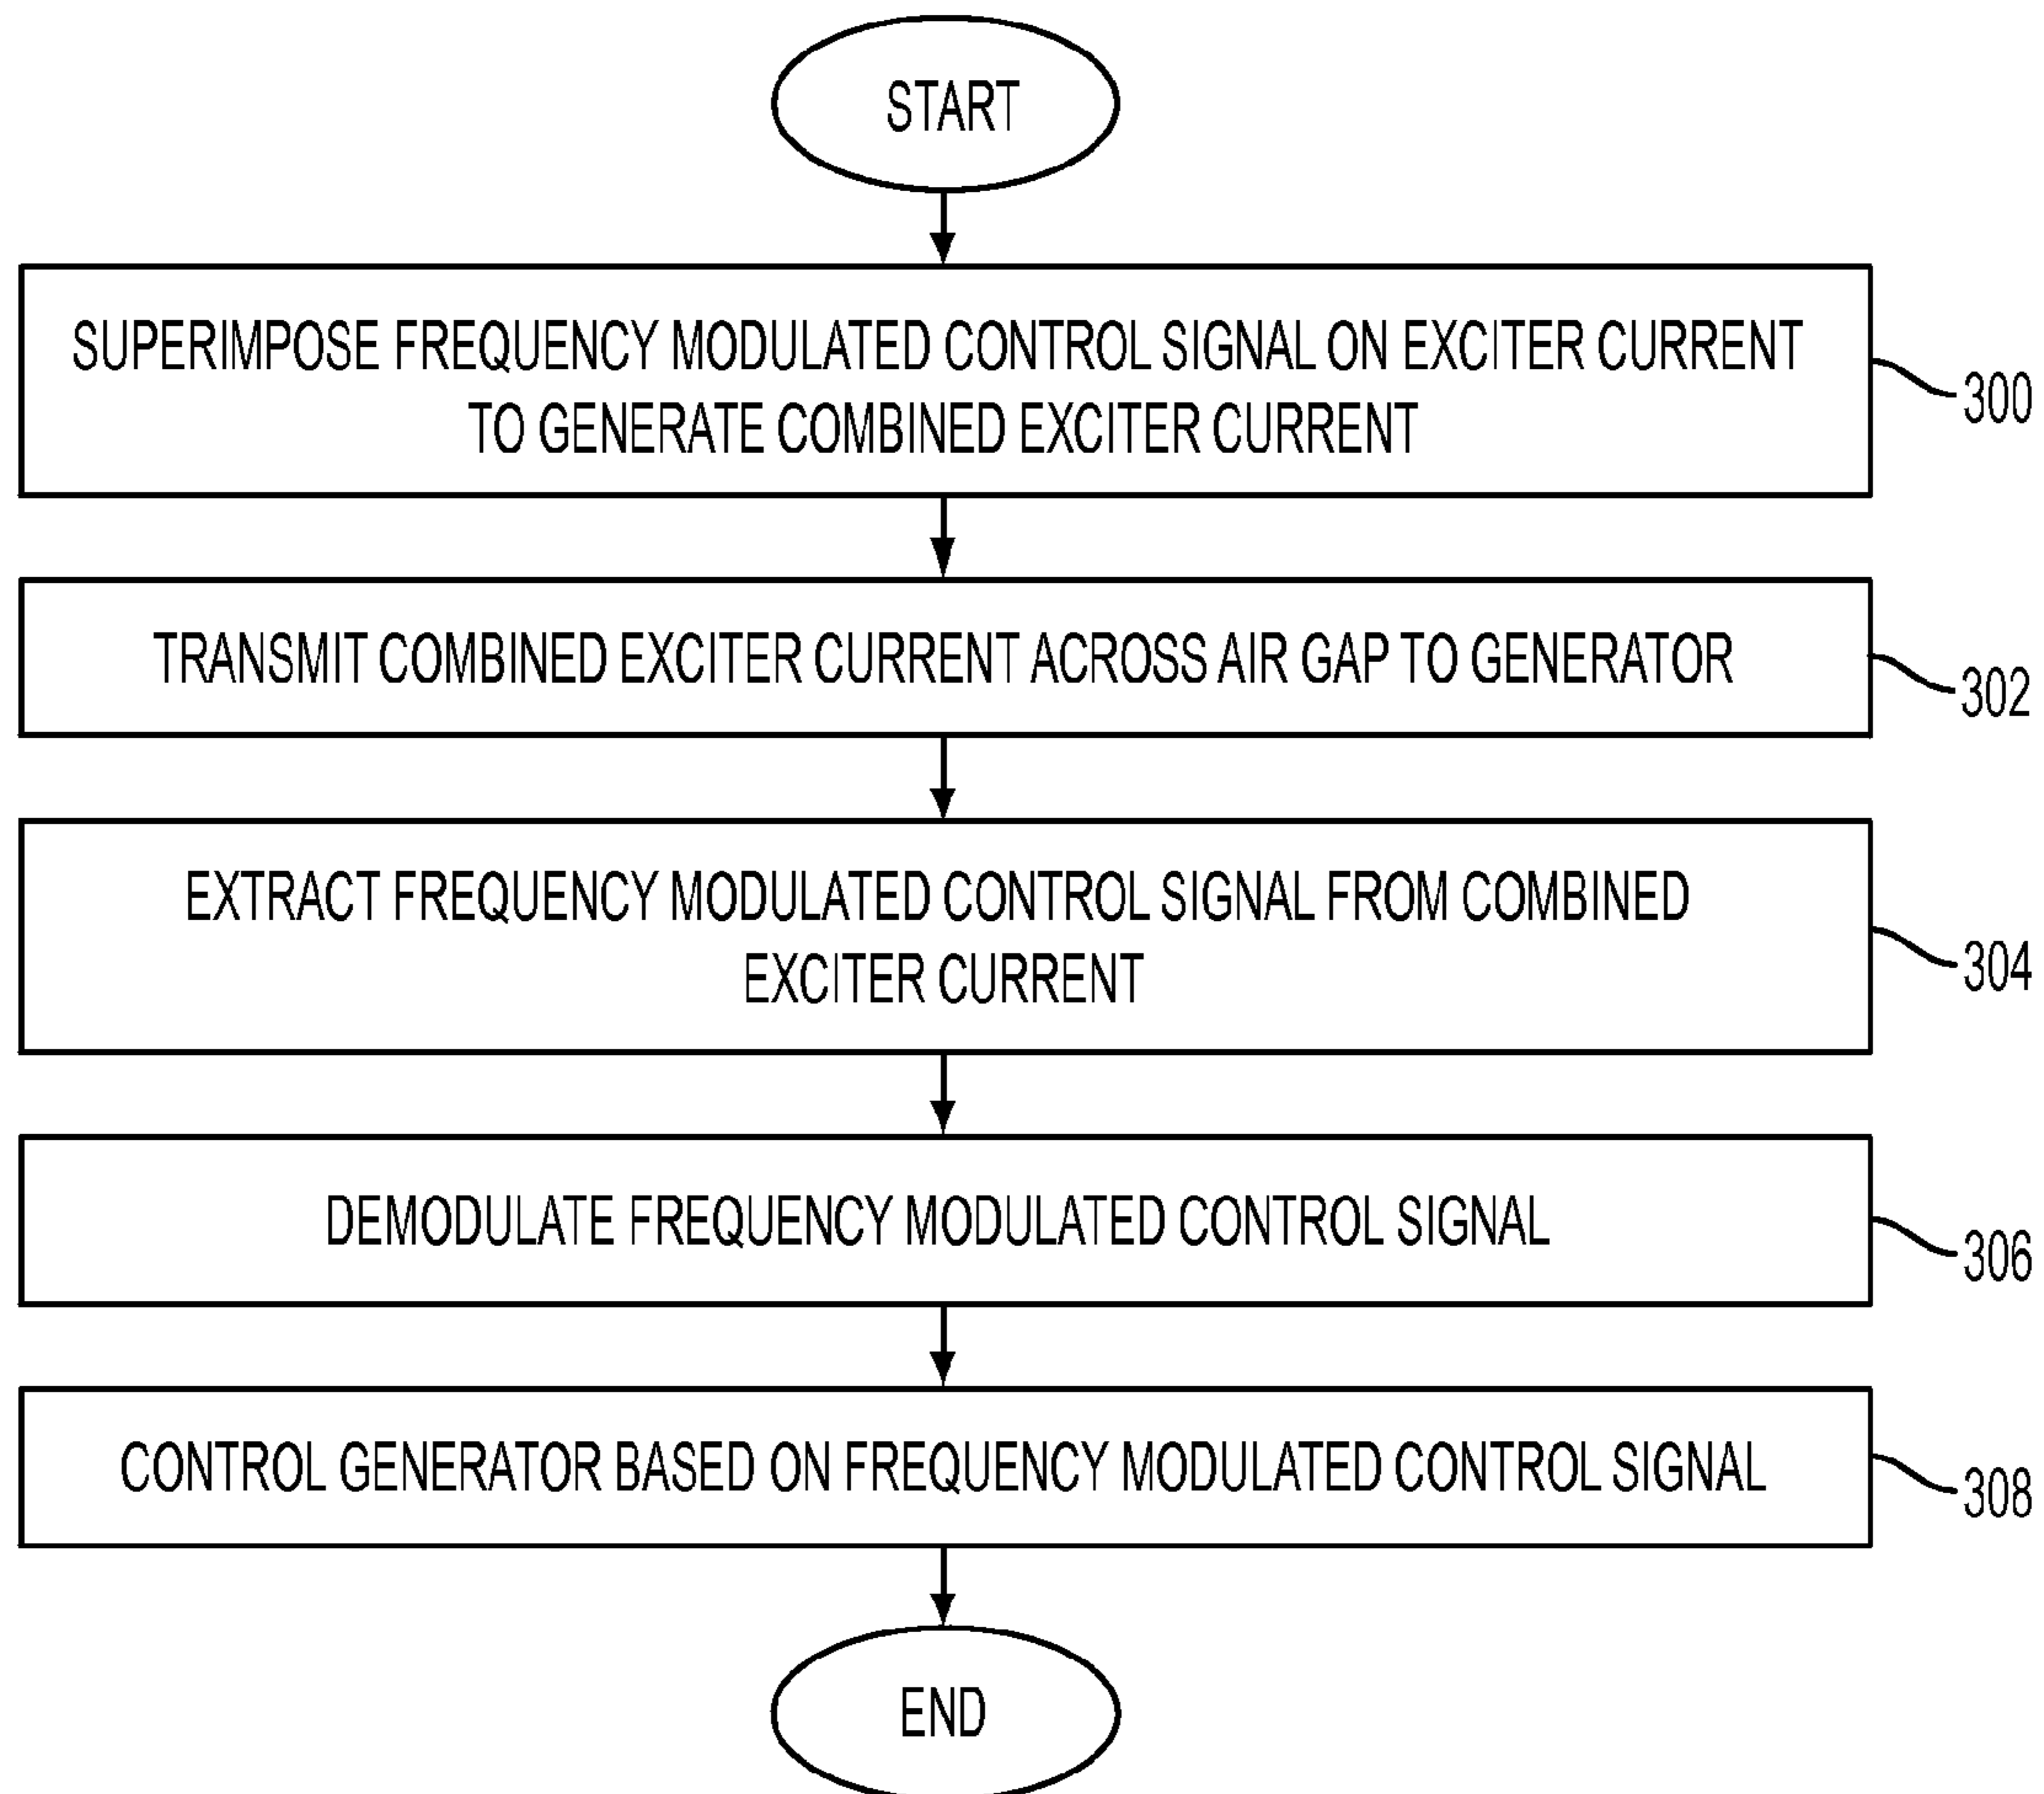 START
SUPERIMPOSE FREQUENCY MODULATED CONTROL SIGNAL ON EXCITER CURRENT
TO GENERATE COMBINED EXCITER CURRENT
300
TRANSMIT COMBINED EXCITER CURRENT ACROSS AIR GAP TO GENERATOR
302
EXTRACT FREQUENCY MODULATED CONTROL SIGNAL FROM COMBINED
EXCITER CURRENT
304
DEMODULATE FREQUENCY MODULATED CONTROL SIGNAL
306
CONTROL GENERATOR BASED ON FREQUENCY MODULATED CONTROL SIGNAL
308
END